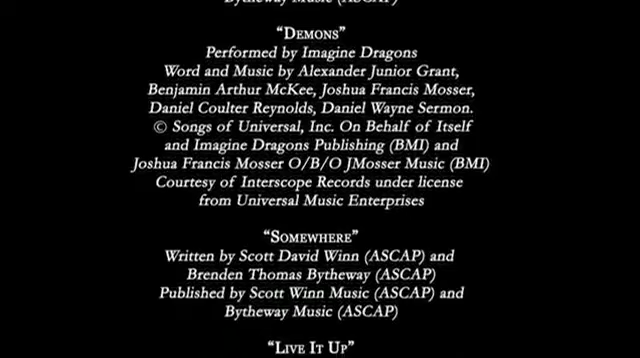 Bytheway Music (ASCAP)
“DEMONS”
Performed by Imagine Dragons
Word and Music by Alexander Junior Grant,
Benjamin Arthur McKee, Joshua Francis Mosser,
Daniel Coulter Reynolds, Daniel Wayne Sermon.
© Songs of Universal, Inc. On Behalf of Itself
and Imagine Dragons Publishing (BMI) and
Joshua Francis Mosser O/B/O JMosser Music (BMI)
Courtesy of Interscope Records under license
from Universal Music Enterprises
“SOMEWHERE”
Written by Scott David Winn (ASCAP) and
Brenden Thomas Bytheway (ASCAP)
Published by Scott Winn Music (ASCAP) and
Bytheway Music (ASCAP)
“LIVE IT UP”